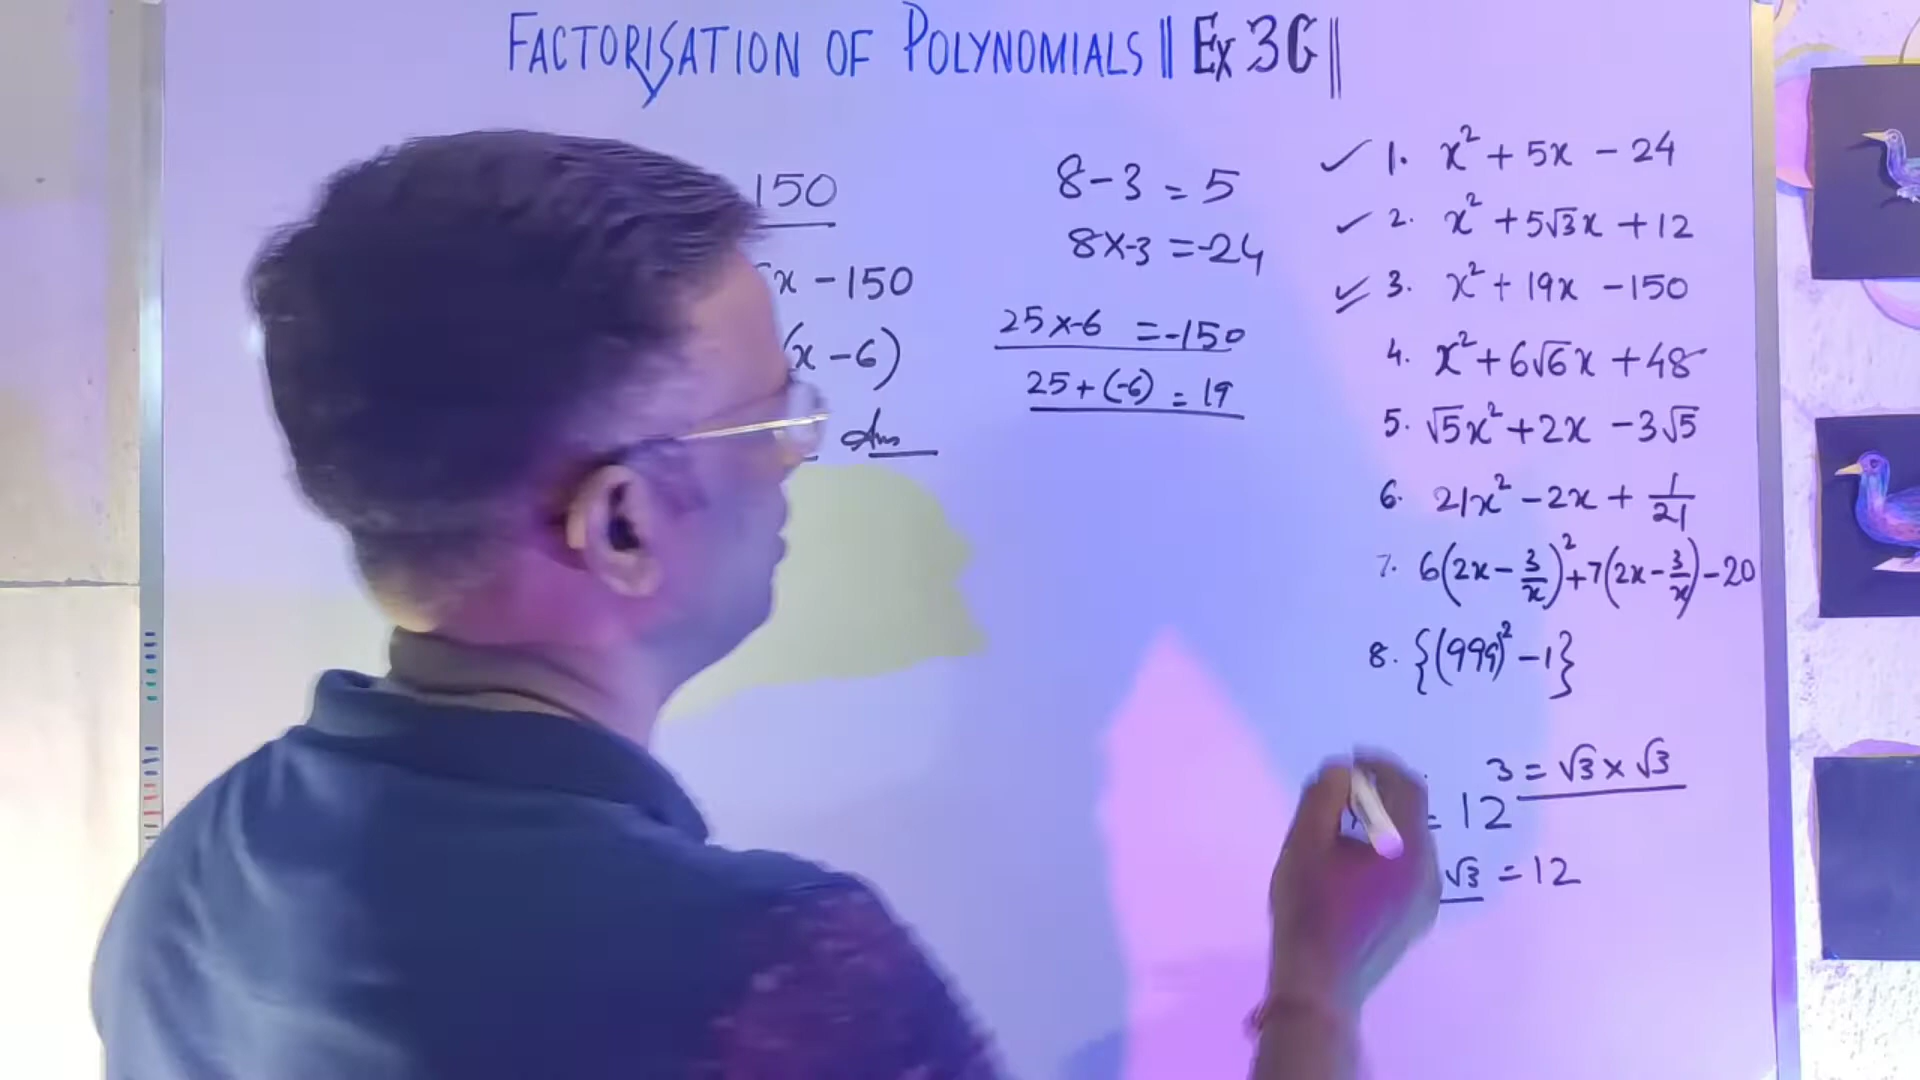 FACTORISATION OF POLYNOMIALS || Ex 3G ||
150
x - 150
(x - 6)
Ans
8 - 3 = 5
8 x -3 = -24
25 x -6 = -150
25 + (-6) = 19
✓ 1. x² + 5x - 24
✓ 2. x² + 5√3x + 12
✓ 3. x² + 19x - 150
4. x² + 6√6x + 48
5. √5x² + 2x - 3√5
6. 21x² - 2x + 1/21
7. 6(2x - 3/x)² + 7(2x - 3/x) - 20
8. {(999)² - 1}
3 = √3 x √3
= 12
√3 = 12